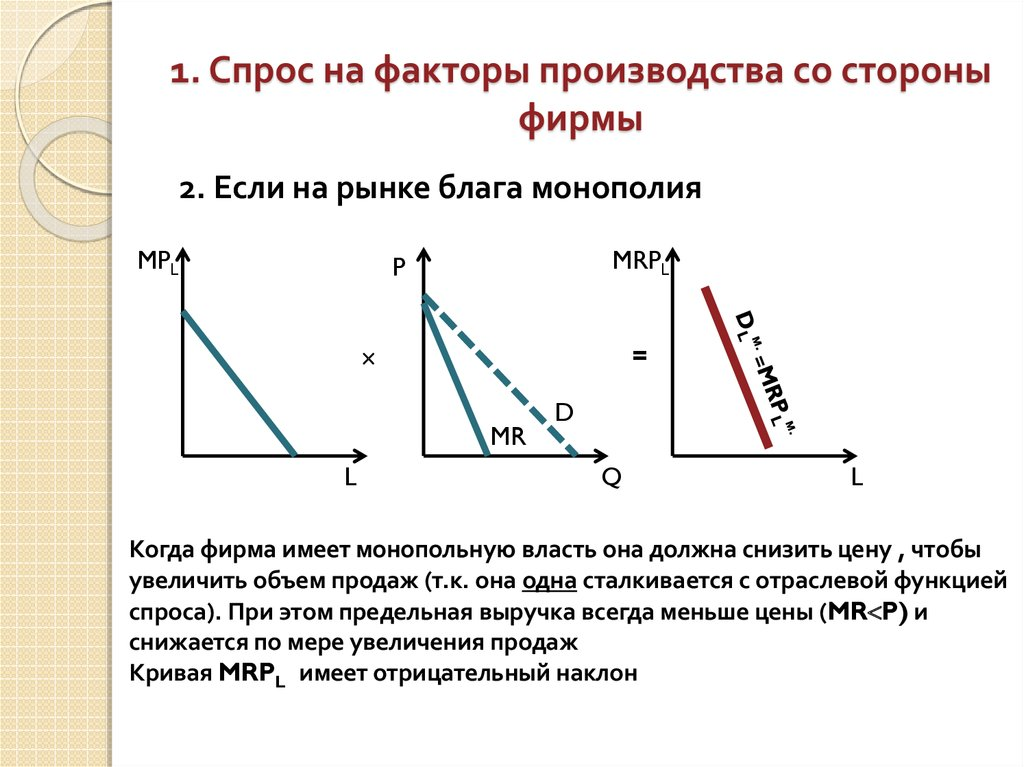 1. Спрос на факторы производства со стороны
фирмы
2. Если на рынке блага монополия
MPL
P
MRPL
×
=
D
MR
DLм.=MRPLм.
L
Q
L
Когда фирма имеет монопольную власть она должна снизить цену , чтобы
увеличить объем продаж (т.к. она одна сталкивается с отраслевой функцией
спроса). При этом предельная выручка всегда меньше цены (MR<P) и
снижается по мере увеличения продаж
Кривая MRPL имеет отрицательный наклон